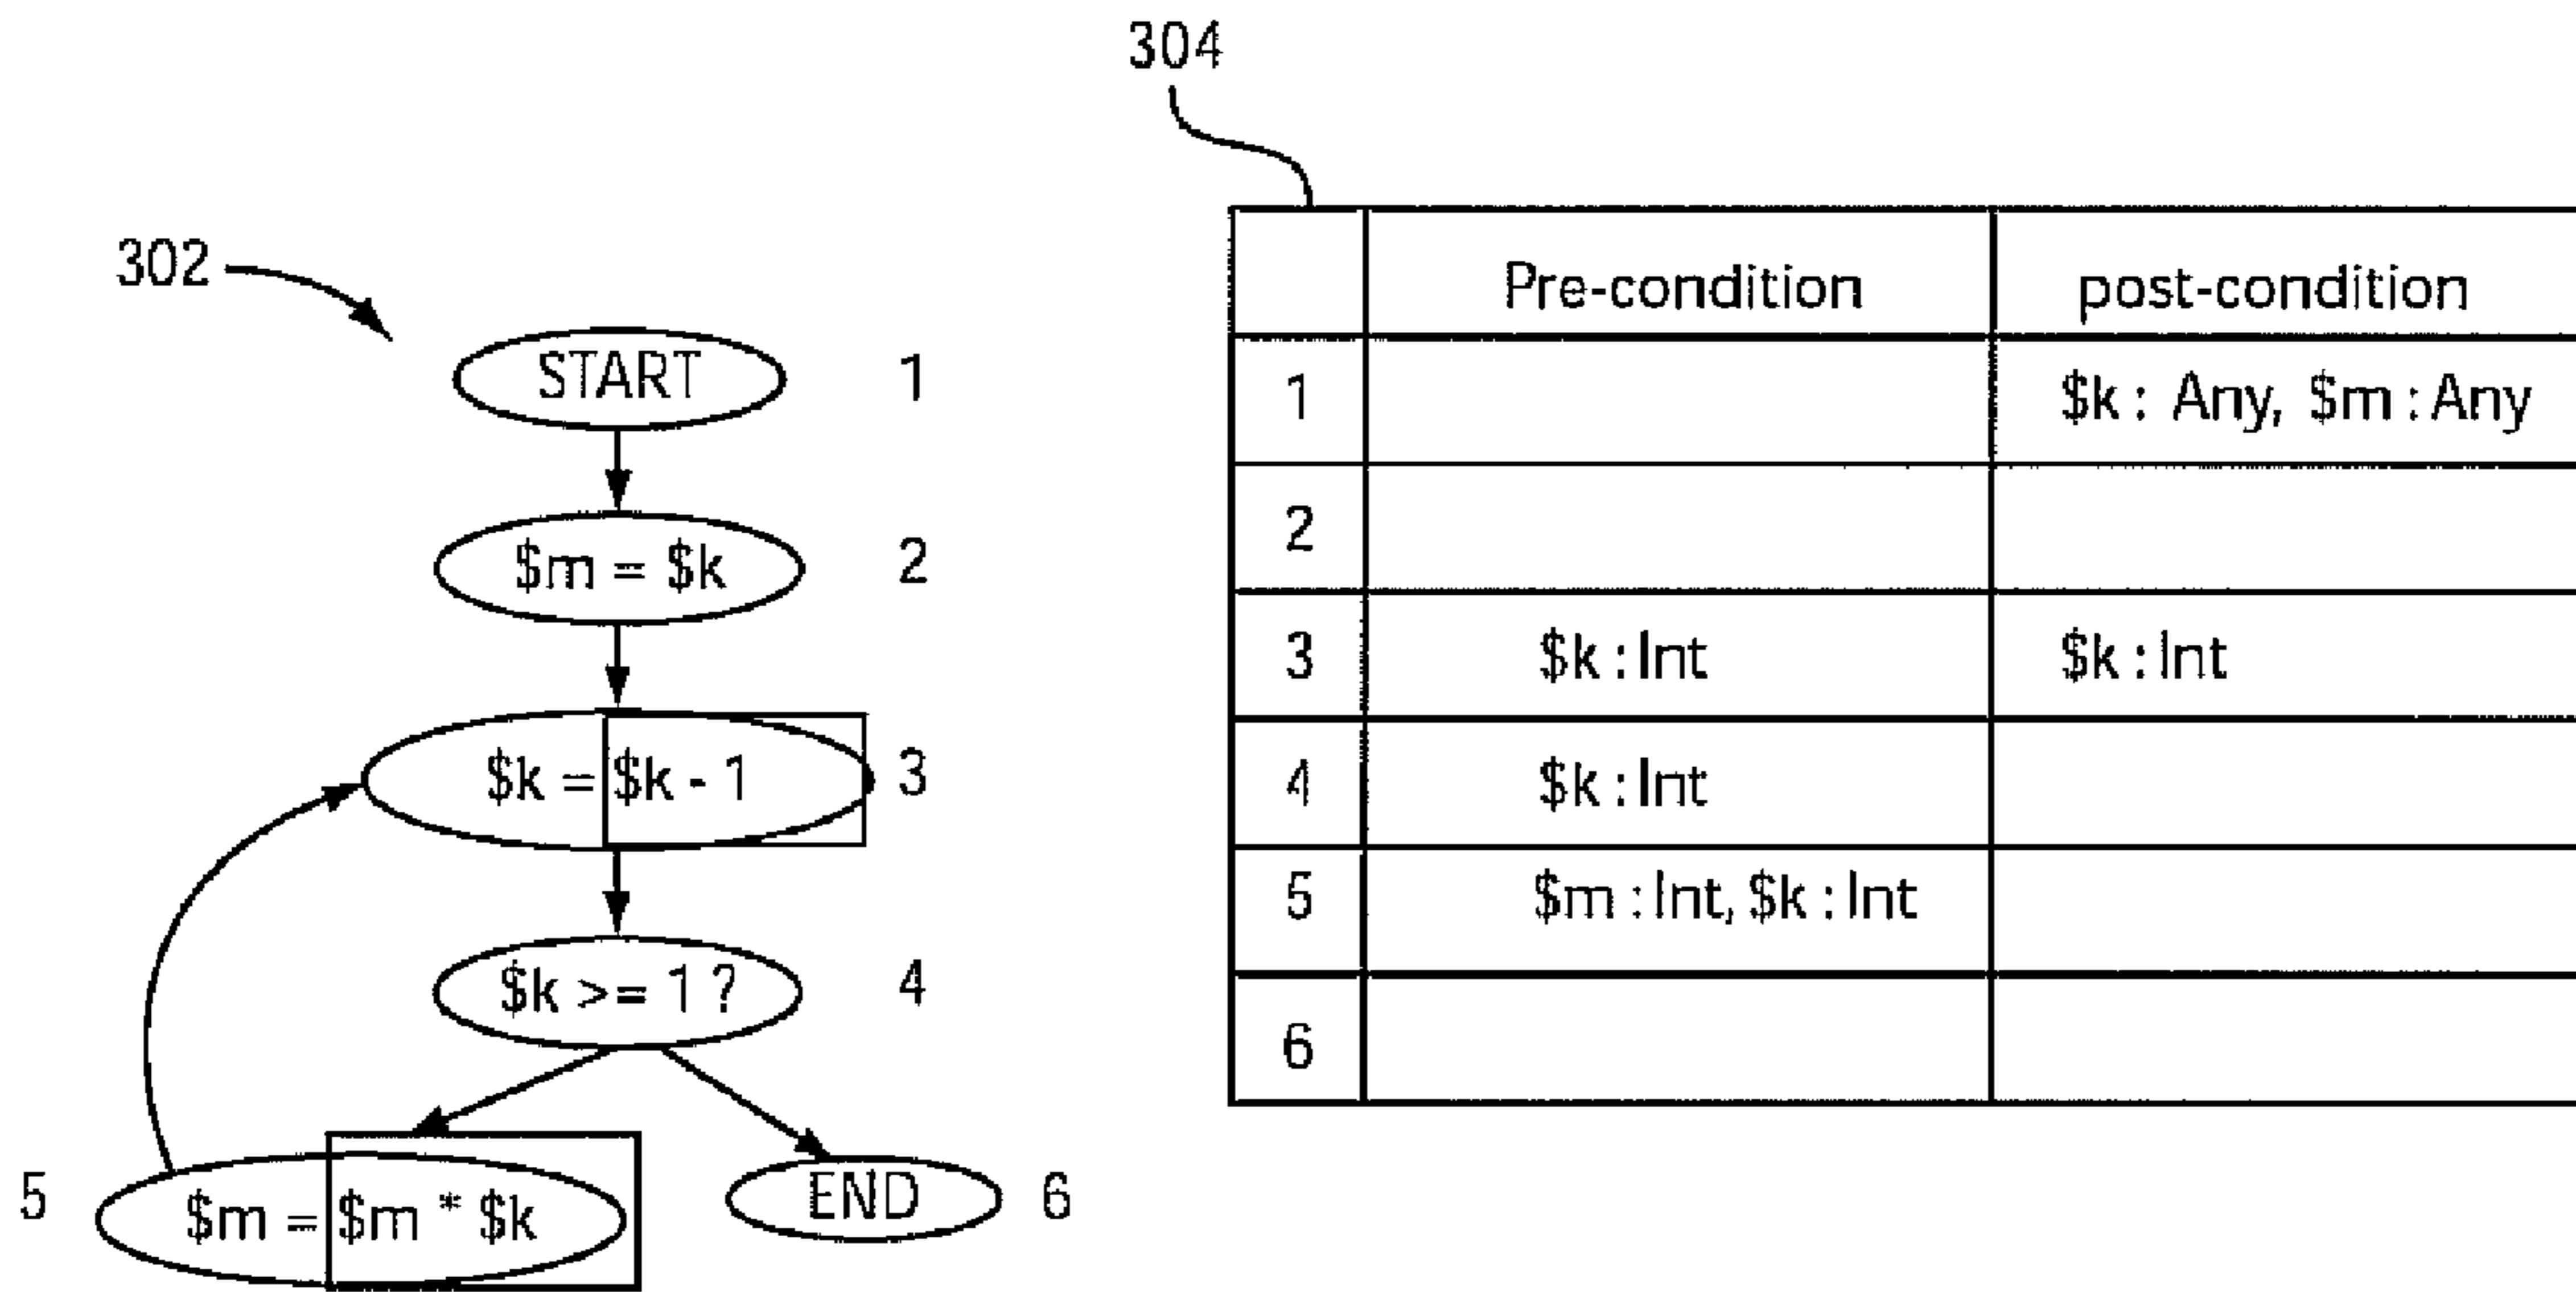 304
302
START 1
$m = $k 2
$k = $k - 1 3
$k >= 1 ? 4
5 $m = $m * $k
END 6
Pre-condition post-condition
1 $k : Any, $m : Any
2
3 $k : Int $k : Int
4 $k : Int
5 $m : Int, $k : Int
6